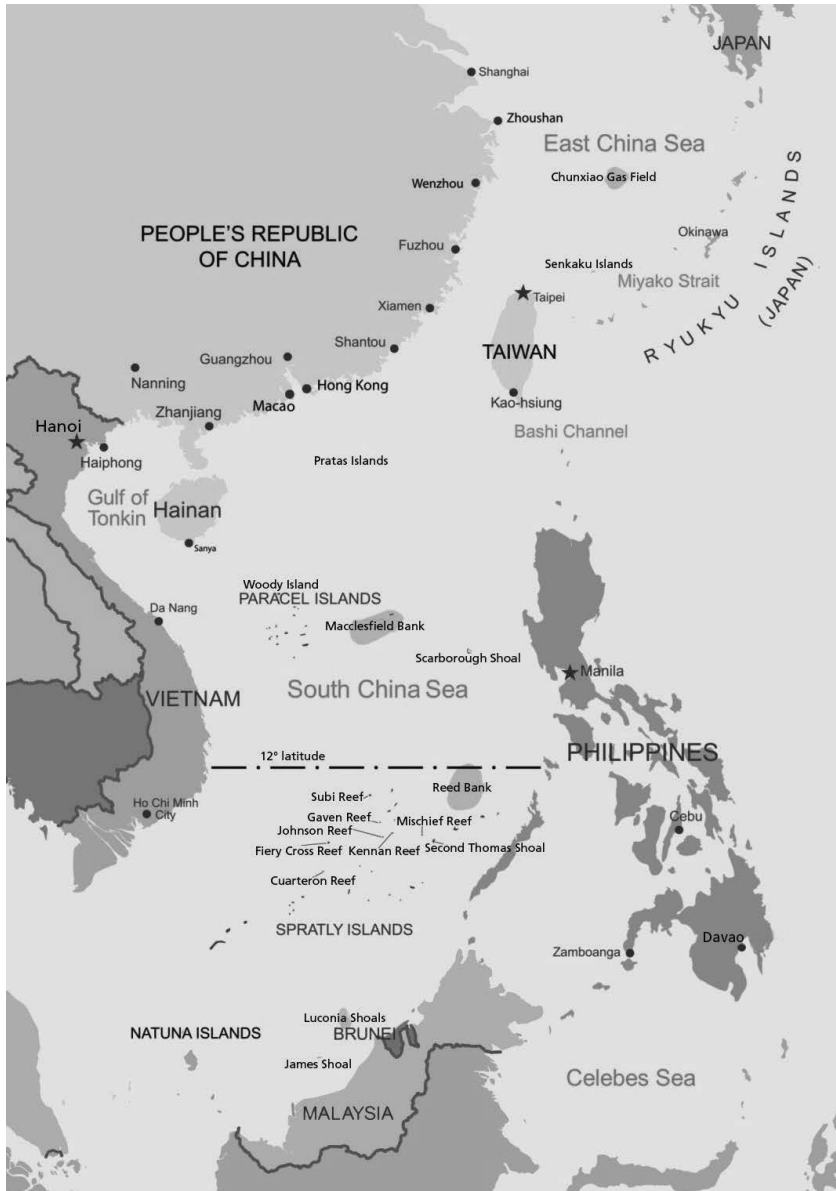 JAPAN
Shanghai
Zhoushan
East China Sea
Chunxiao Gas Field
Wenzhou
RYUKYU ISLANDS
(JAPAN)
PEOPLE'S REPUBLIC
OF CHINA
Okinawa
Fuzhou
Senkaku Islands
Miyako Strait
Taipei
Xiamen
Shantou
TAIWAN
Guangzhou
Nanning
Hong Kong
Macao
Kao-hsiung
Zhanjiang
Hanoi
Bashi Channel
Haiphong
Pratas Islands
Gulf of
Tonkin
Hainan
Sanya
Woody Island
PARACEL ISLANDS
Da Nang
Macclesfield Bank
Scarborough Shoal
Manila
South China Sea
VIETNAM
PHILIPPINES
12° latitude
Reed Bank
Subi Reef
Ho Chi Minh
City
Gaven Reef
Mischief Reef
Cebu
Johnson Reef
Fiery Cross Reef
Kennan Reef
Second Thomas Shoal
Cuarteron Reef
SPRATLY ISLANDS
Davao
Zamboanga
Luconia Shoals
NATUNA ISLANDS
BRUNEI
James Shoal
Celebes Sea
MALAYSIA